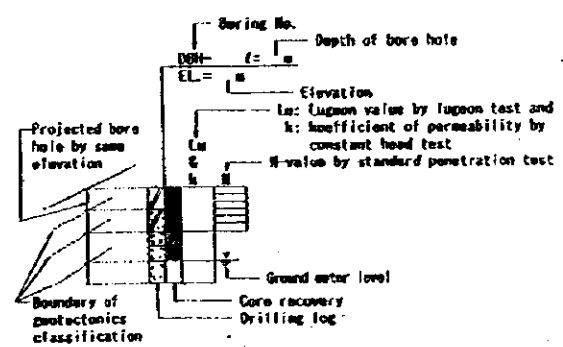 Boring No.
Depth of bore hole
DBH- ℓ= m
EL.= m
Elevation
Lu: Lugeon value by lugeon test and
k: koefficient of permeability by
constant head test
N-value by standard penetration test
Projected bore
hole by same
elevation
Lu
&
k
N
Ground water level
Core recovery
Drilling log
Boundary of
geotectonics
classification